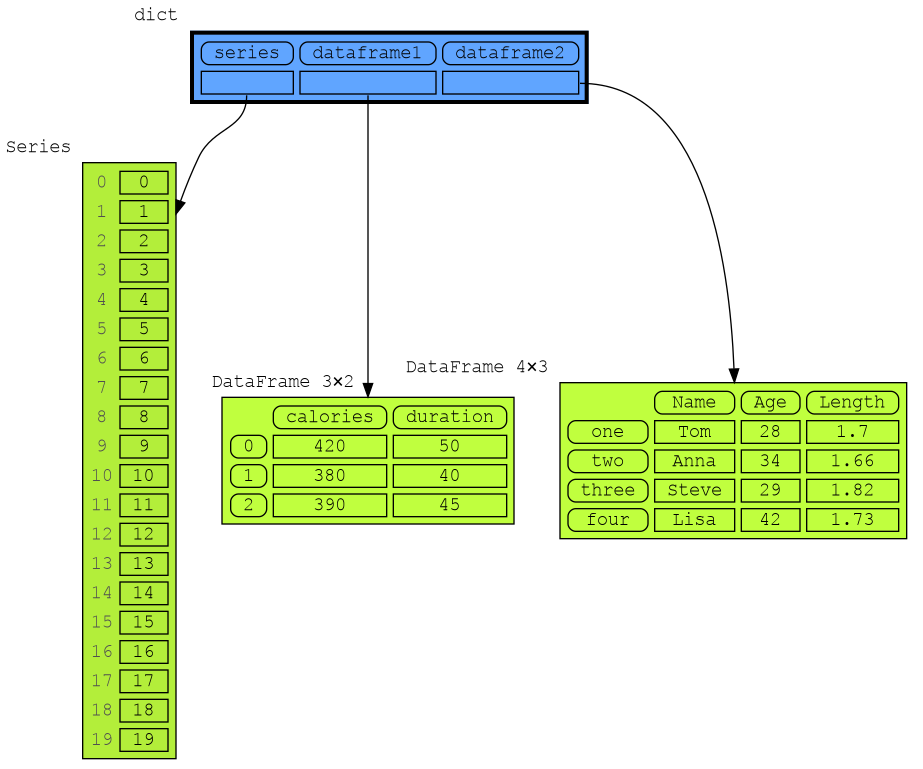 dict
series dataframe1 dataframe2
Series
0 0
1 1
2 2
3 3
4 4
5 5
6 6
7 7
8 8
9 9
10 10
11 11
12 12
13 13
14 14
15 15
16 16
17 17
18 18
19 19
DataFrame 3×2
calories duration
0 420 50
1 380 40
2 390 45
DataFrame 4×3
Name Age Length
one Tom 28 1.7
two Anna 34 1.66
three Steve 29 1.82
four Lisa 42 1.73